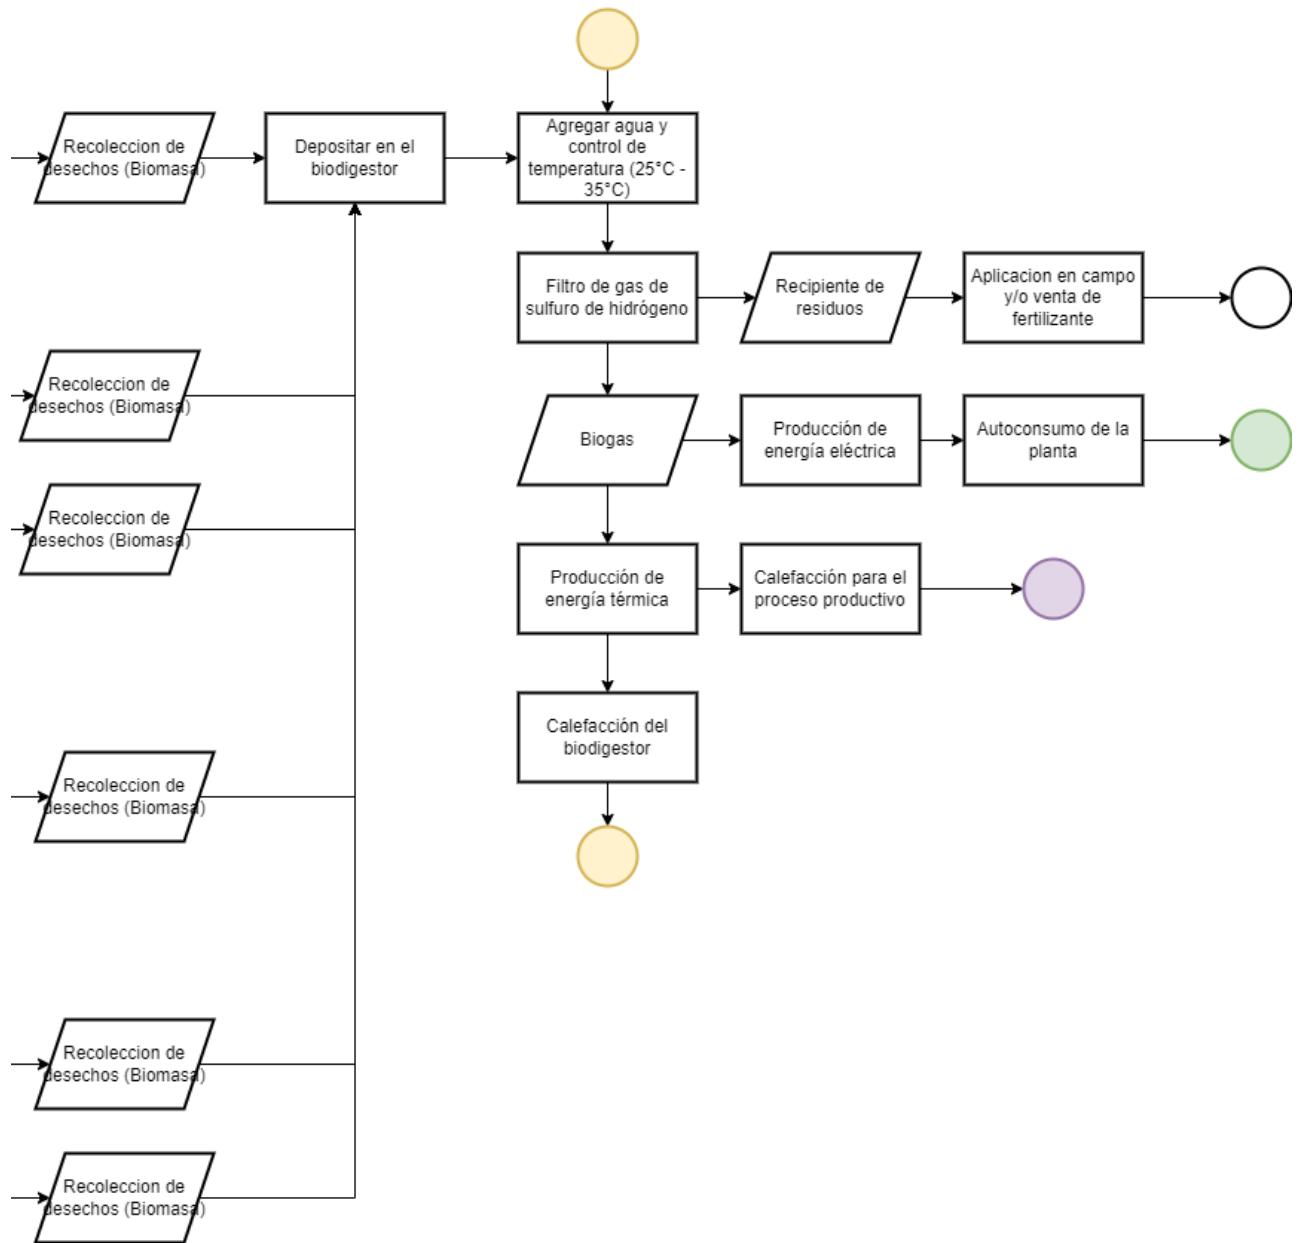 Recoleccion de
desechos (Biomasa)
Depositar en el
biodigestor
Agregar agua y
control de
temperatura (25°C -
35°C)
Filtro de gas de
sulfuro de hidrógeno
Recipiente de
residuos
Aplicacion en campo
y/o venta de
fertilizante
Recoleccion de
desechos (Biomasa)
Biogas
Producción de
energía eléctrica
Autoconsumo de la
planta
Recoleccion de
desechos (Biomasa)
Producción de
energía térmica
Calefacción para el
proceso productivo
Calefacción del
biodigestor
Recoleccion de
desechos (Biomasa)
Recoleccion de
desechos (Biomasa)
Recoleccion de
desechos (Biomasa)